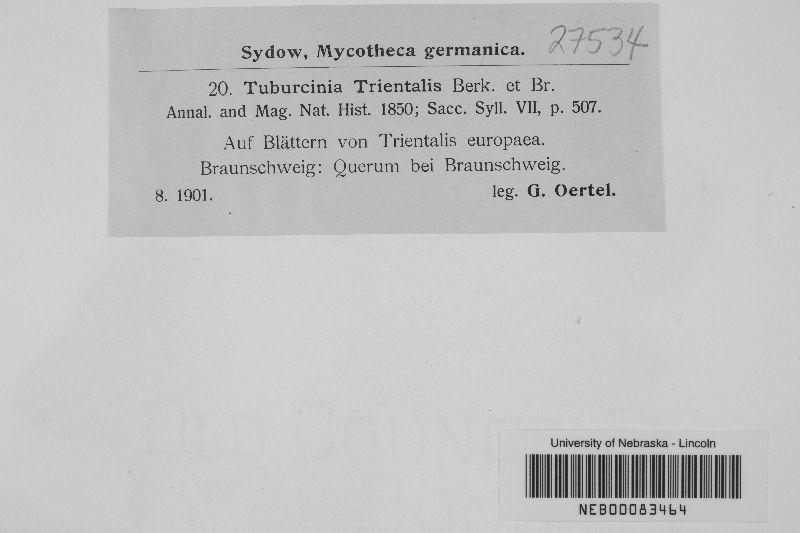 Sydow, Mycotheca germanica. 27534
20. Tuburcinia Trientalis Berk. et Br.
Annal. and Mag. Nat. Hist. 1850; Sacc. Syll. VII, p. 507.
Auf Blättern von Trientalis europaea.
Braunschweig: Querum bei Braunschweig.
8. 1901. leg. G. Oertel.
University of Nebraska - Lincoln
NEB00083464